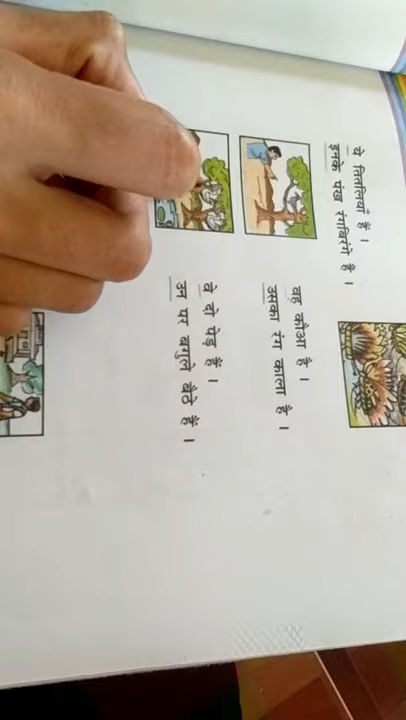 ये तितलियाँ हैं ।
इनके पंख रंगबिरंगे हैं ।
वह कौआ है ।
उसका रंग काला है ।
वे दो पेड़ हैं ।
उन पर बगुले बैठे हैं ।